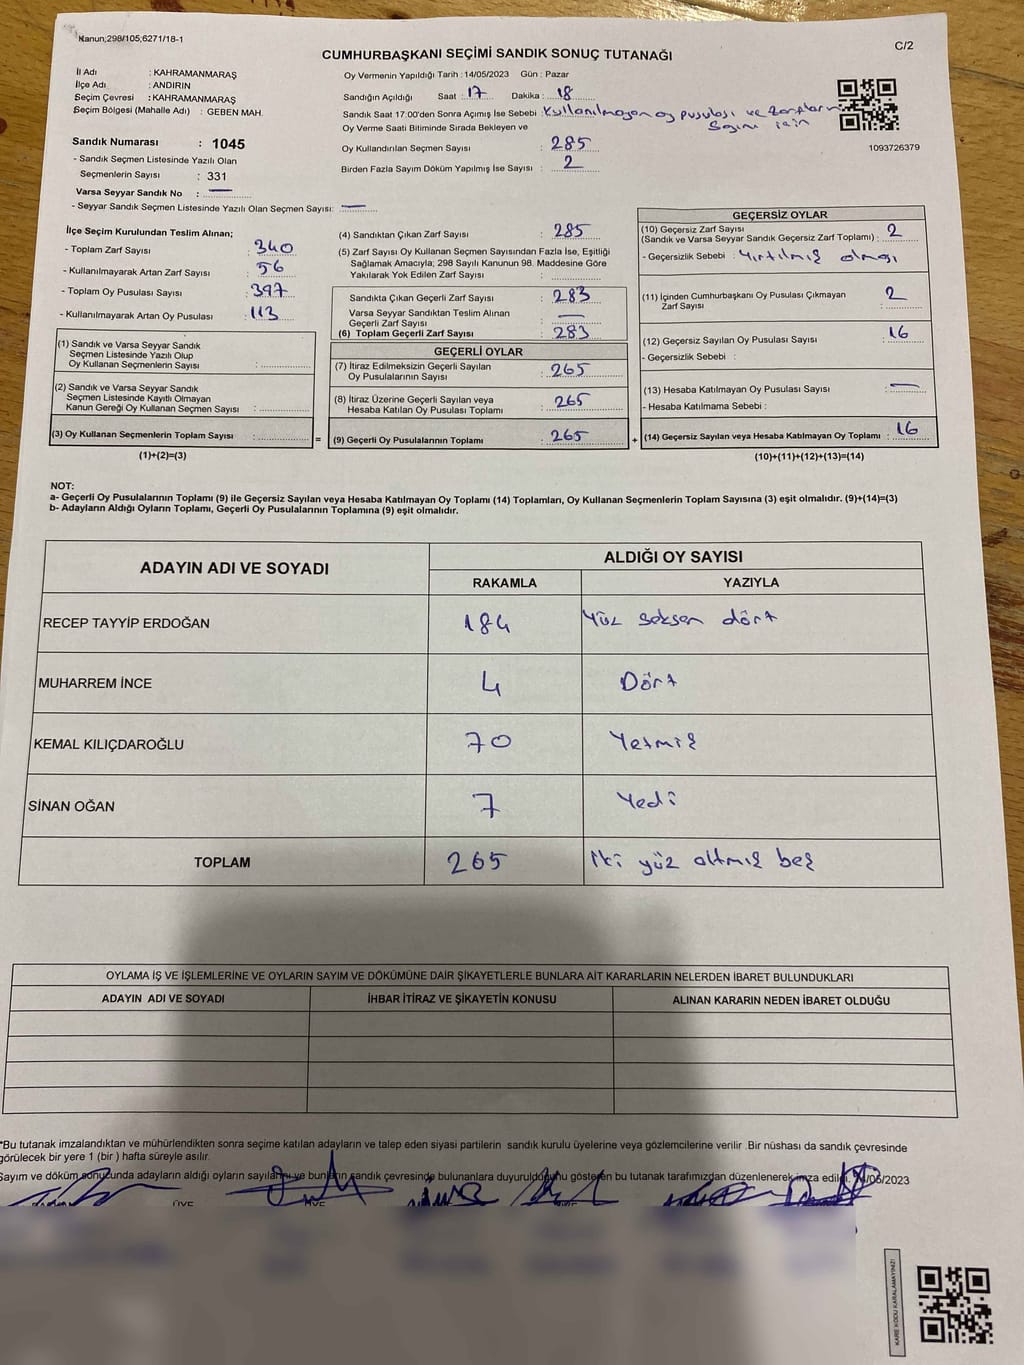 Kanun;298/105,6271/18-1
C/2
CUMHURBAŞKANI SEÇİMİ SANDIK SONUÇ TUTANAĞI
İl Adı : KAHRAMANMARAŞ
İlçe Adı : ANDIRIN
Seçim Çevresi : KAHRAMANMARAŞ
Seçim Bölgesi (Mahalle Adı) : GEBEN MAH.
Oy Vermenin Yapıldığı Tarih :14/05/2023 Gün : Pazar
Sandığın Açıldığı Saat : 17 Dakika : 18
Sandık Saat 17:00'den Sonra Açımış İse Sebebi : Kullanılmayan oy pusulası ve zarpların
Sayımı için
Oy Verme Saati Bitiminde Sırada Bekleyen ve
Oy Kullandırılan Seçmen Sayısı : 285
Birden Fazla Sayım Döküm Yapılmış İse Sayısı : 2
1093726379
Sandık Numarası : 1045
- Sandık Seçmen Listesinde Yazılı Olan
Seçmenlerin Sayısı : 331
Varsa Seyyar Sandık No : —
- Seyyar Sandık Seçmen Listesinde Yazılı Olan Seçmen Sayısı: —
İlçe Seçim Kurulundan Teslim Alınan;
- Toplam Zarf Sayısı : 340
- Kullanılmayarak Artan Zarf Sayısı : 56
- Toplam Oy Pusulası Sayısı : 397
- Kullanılmayarak Artan Oy Pusulası : 113
(1) Sandık ve Varsa Seyyar Sandık
Seçmen Listesinde Yazılı Olup
Oy Kullanan Seçmenlerin Sayısı :
(2) Sandık ve Varsa Seyyar Sandık
Seçmen Listesinde Kayıtlı Olmayan
Kanun Gereği Oy Kullanan Seçmen Sayısı :
(3) Oy Kullanan Seçmenlerin Toplam Sayısı :
(1)+(2)=(3)
(4) Sandıktan Çıkan Zarf Sayısı : 285
(5) Zarf Sayısı Oy Kullanan Seçmen Sayısından Fazla İse, Eşitliği
Sağlamak Amacıyla; 298 Sayılı Kanunun 98. Maddesine Göre
Yakılarak Yok Edilen Zarf Sayısı :
Sandıkta Çıkan Geçerli Zarf Sayısı : 283
Varsa Seyyar Sandıktan Teslim Alınan
Geçerli Zarf Sayısı : —
(6) Toplam Geçerli Zarf Sayısı : 283
GEÇERLİ OYLAR
(7) İtiraz Edilmeksizin Geçerli Sayılan
Oy Pusulalarının Sayısı : 265
(8) İtiraz Üzerine Geçerli Sayılan veya
Hesaba Katılan Oy Pusulası Toplamı : 265
= (9) Geçerli Oy Pusulalarının Toplamı : 265 +
GEÇERSİZ OYLAR
(10) Geçersiz Zarf Sayısı
(Sandık ve Varsa Seyyar Sandık Geçersiz Zarf Toplamı) : 2
- Geçersizlik Sebebi : Yırtılmış olması
(11) İçinden Cumhurbaşkanı Oy Pusulası Çıkmayan
Zarf Sayısı : 2
(12) Geçersiz Sayılan Oy Pusulası Sayısı : 16
- Geçersizlik Sebebi :
(13) Hesaba Katılmayan Oy Pusulası Sayısı : —
- Hesaba Katılmama Sebebi :
(14) Geçersiz Sayılan veya Hesaba Katılmayan Oy Toplamı : 16
(10)+(11)+(12)+(13)=(14)
NOT:
a- Geçerli Oy Pusulalarının Toplamı (9) ile Geçersiz Sayılan veya Hesaba Katılmayan Oy Toplamı (14) Toplamları, Oy Kullanan Seçmenlerin Toplam Sayısına (3) eşit olmalıdır. (9)+(14)=(3)
b- Adayların Aldığı Oyların Toplamı, Geçerli Oy Pusulalarının Toplamına (9) eşit olmalıdır.
ADAYIN ADI VE SOYADI
ALDIĞI OY SAYISI
RAKAMLA YAZIYLA
RECEP TAYYİP ERDOĞAN 184 Yüz seksen dört
MUHARREM İNCE 4 Dört
KEMAL KILIÇDAROĞLU 70 Yetmiş
SİNAN OĞAN 7 Yedi
TOPLAM 265 İki yüz altmış beş
OYLAMA İŞ VE İŞLEMLERİNE VE OYLARIN SAYIM VE DÖKÜMÜNE DAİR ŞİKAYETLERLE BUNLARA AİT KARARLARIN NELERDEN İBARET BULUNDUKLARI
ADAYIN ADI VE SOYADI İHBAR İTİRAZ VE ŞİKAYETİN KONUSU ALINAN KARARIN NEDEN İBARET OLDUĞU
*Bu tutanak imzalandıktan ve mühürlendikten sonra seçime katılan adayların ve talep eden siyasi partilerin sandık kurulu üyelerine veya gözlemcilerine verilir .Bir nüshası da sandık çevresinde
görülecek bir yere 1 (bir ) hafta süreyle asılır.
Sayım ve döküm sonucunda adayların aldığı oyların sayılarını ve bunların sandık çevresinde bulunanlara duyurulduğunu gösteren bu tutanak tarafımızdan düzenlenerek imza edildi. /05/2023
ÜYE
KARE KODU KARALAMAYINIZ!